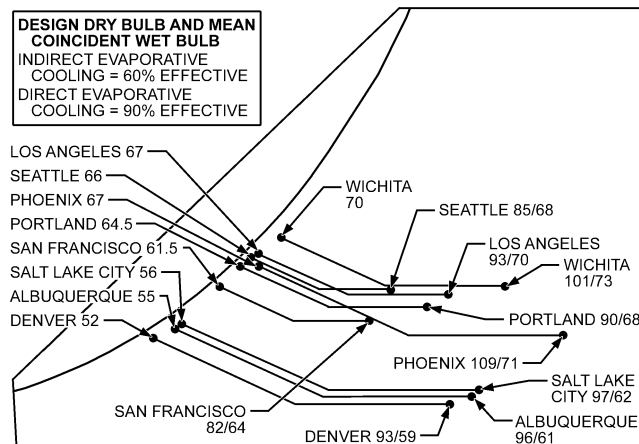 DESIGN DRY BULB AND MEAN
COINCIDENT WET BULB
INDIRECT EVAPORATIVE
COOLING = 60% EFFECTIVE
DIRECT EVAPORATIVE
COOLING = 90% EFFECTIVE
LOS ANGELES 67
SEATTLE 66
PHOENIX 67
PORTLAND 64.5
SAN FRANCISCO 61.5
SALT LAKE CITY 56
ALBUQUERQUE 55
DENVER 52
WICHITA
70
SEATTLE 85/68
LOS ANGELES
93/70
WICHITA
101/73
PORTLAND 90/68
PHOENIX 109/71
SALT LAKE
CITY 97/62
ALBUQUERQUE
96/61
SAN FRANCISCO
82/64
DENVER 93/59